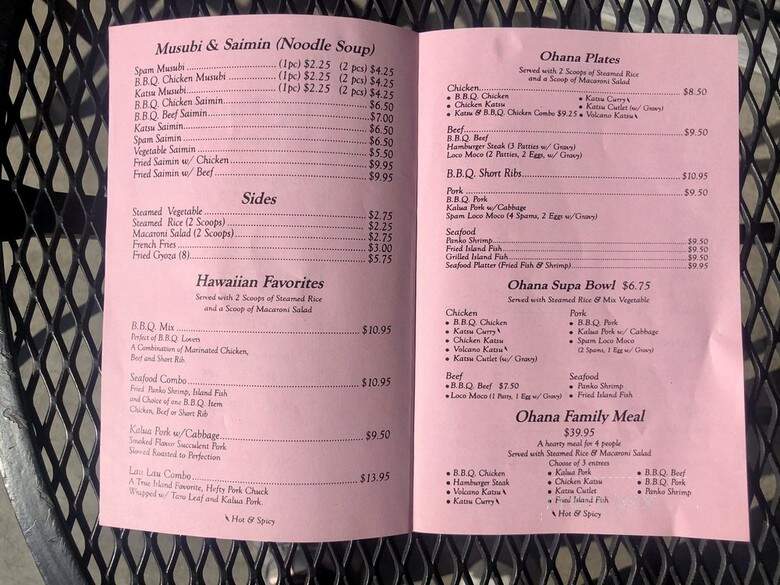 Musubi & Saimin (Noodle Soup)
Spam Musubi (1pc) $2.25 (2 pcs) $4.25
B.B.Q. Chicken Musubi (1pc) $2.25 (2 pcs) $4.25
Katsu Musubi (1pc) $2.25 (2 pcs) $4.25
B.B.Q. Chicken Saimin $6.50
B.B.Q. Beef Saimin $7.00
Katsu Saimin $6.50
Spam Saimin $6.50
Vegetable Saimin $5.50
Fried Saimin w/ Chicken $9.95
Fried Saimin w/ Beef $9.95
Sides
Steamed Vegetable $2.75
Steamed Rice (2 Scoops) $2.25
Macaroni Salad (2 Scoops) $2.75
French Fries $3.00
Fried Gyoza (8) $5.75
Hawaiian Favorites
Served with 2 Scoops of Steamed Rice
and a Scoop of Macaroni Salad
B.B.Q. Mix $10.95
Perfect of B.B.Q. Lovers
A Combination of Marinated Chicken,
Beef and Short Rib
Seafood Combo $10.95
Fried Panko Shrimp, Island Fish
and Choice of one B.B.Q. Item
Chicken, Beef or Short Rib
Kalua Pork w/Cabbage $9.50
Smoked Flavor Succulent Pork
Slowed Roasted to Perfection
Lau Lau Combo $13.95
A True Island Favorite, Hefty Pork Chuck
Wrapped w/ Taro Leaf and Kalua Pork.
Hot & Spicy
Ohana Plates
Served with 2 Scoops of Steamed Rice
and a Scoop of Macaroni Salad
Chicken $8.50
• B.B.Q. Chicken • Katsu Curry
• Chicken Katsu • Katsu Cutlet (w/ Gravy)
• Katsu & B.B.Q. Chicken Combo $9.25 • Volcano Katsu
Beef $9.50
B.B.Q. Beef
Hamburger Steak (3 Patties w/ Gravy)
Loco Moco (2 Patties, 2 Eggs, w/ Gravy)
B.B.Q. Short Ribs $10.95
Pork $9.50
B.B.Q. Pork
Kalua Pork w/Cabbage
Spam Loco Moco (4 Spams, 2 Eggs w/Gravy)
Seafood
Panko Shrimp $9.50
Fried Island Fish $9.50
Grilled Island Fish $9.50
Seafood Platter (Fried Fish & Shrimp) $9.95
Ohana Supa Bowl $6.75
Served with Steamed Rice & Mix Vegetable
Chicken Pork
• B.B.Q. Chicken • B.B.Q. Pork
• Katsu Curry • Kalua Pork w/ Cabbage
• Chicken Katsu • Spam Loco Moco
• Volcano Katsu (2 Spams, 1 Egg w/ Gravy)
• Katsu Cutlet (w/ Gravy)
Beef Seafood
• B.B.Q. Beef $7.50 • Panko Shrimp
• Loco Moco (1 Patty, 1 Egg w/ Gravy) • Fried Island Fish
Ohana Family Meal
$39.95
A hearty meal for 4 people
Served with Steamed Rice & Macaroni Salad
Choose of 3 entrees
• B.B.Q. Chicken • Kalua Pork • B.B.Q. Beef
• Hamburger Steak • Chicken Katsu • B.B.Q. Pork
• Volcano Katsu • Katsu Cutlet • Panko Shrimp
• Katsu Curry • Fried Island Fish
Hot & Spicy